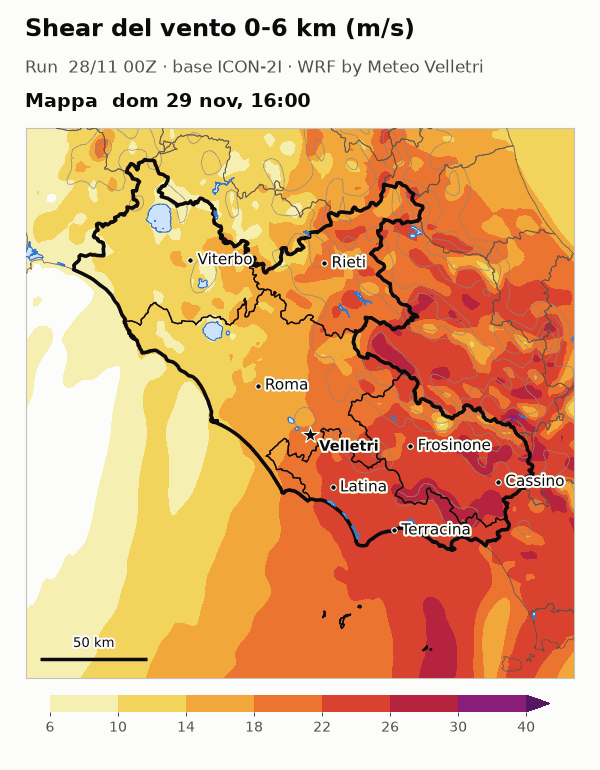 Shear del vento 0-6 km (m/s)
Run  28/11 00Z · base ICON-2I · WRF by Meteo Velletri
Mappa  dom 29 nov, 16:00
Viterbo
Rieti
Roma
Velletri
Frosinone
Latina
Cassino
Terracina
50 km
6 10 14 18 22 26 30 40